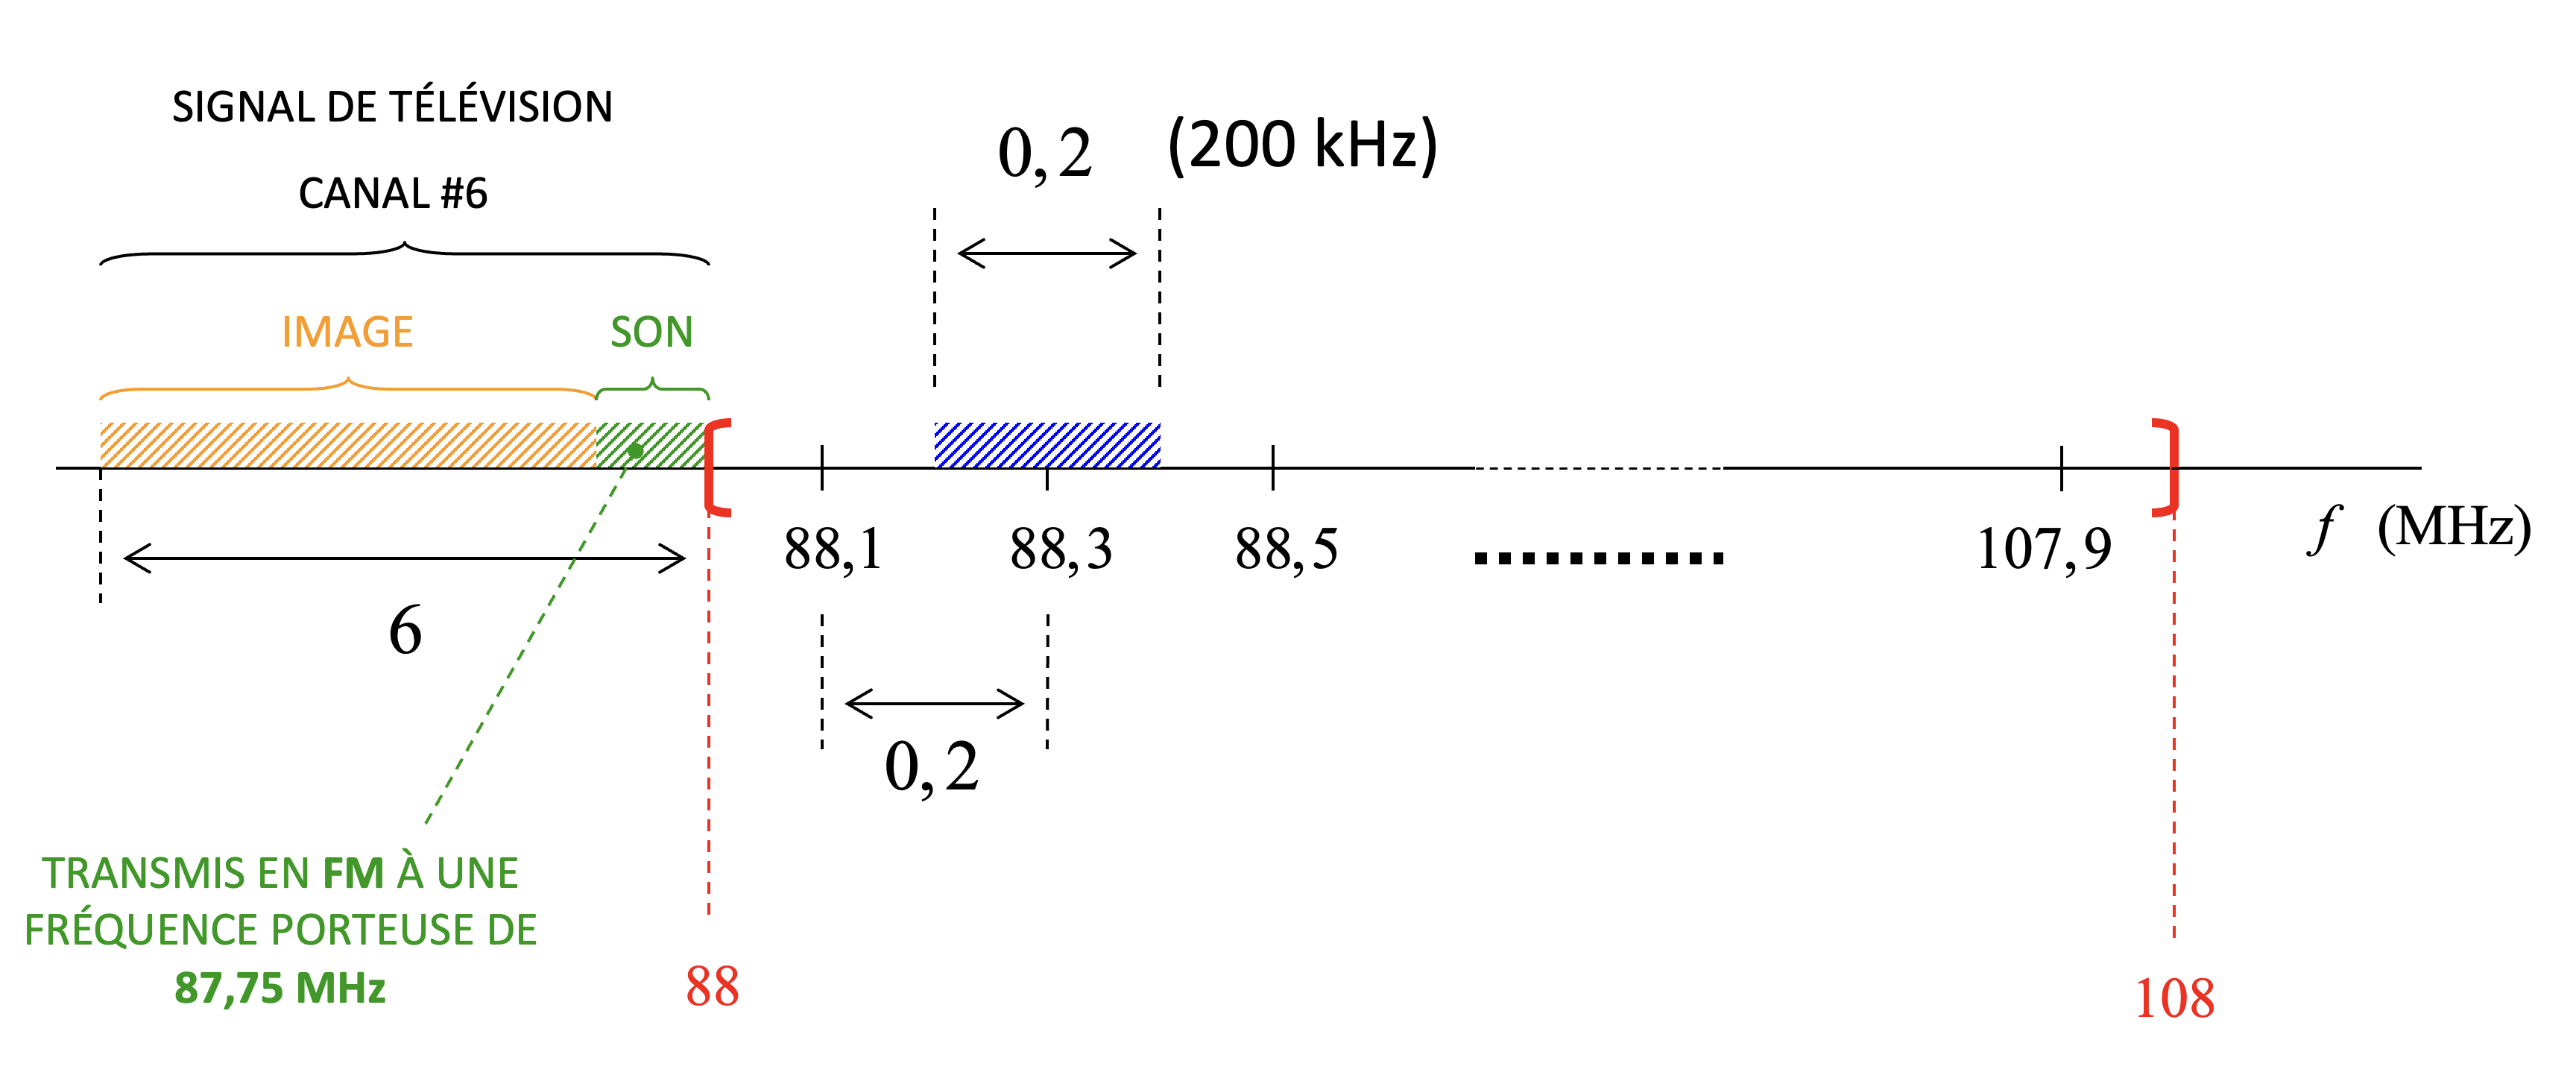 SIGNAL DE TÉLÉVISION
CANAL #6
0,2 (200 kHz)
IMAGE
SON
88,1
88,3
88,5
107,9
f (MHz)
6
0,2
TRANSMIS EN FM À UNE
FRÉQUENCE PORTEUSE DE
87,75 MHz
88
108